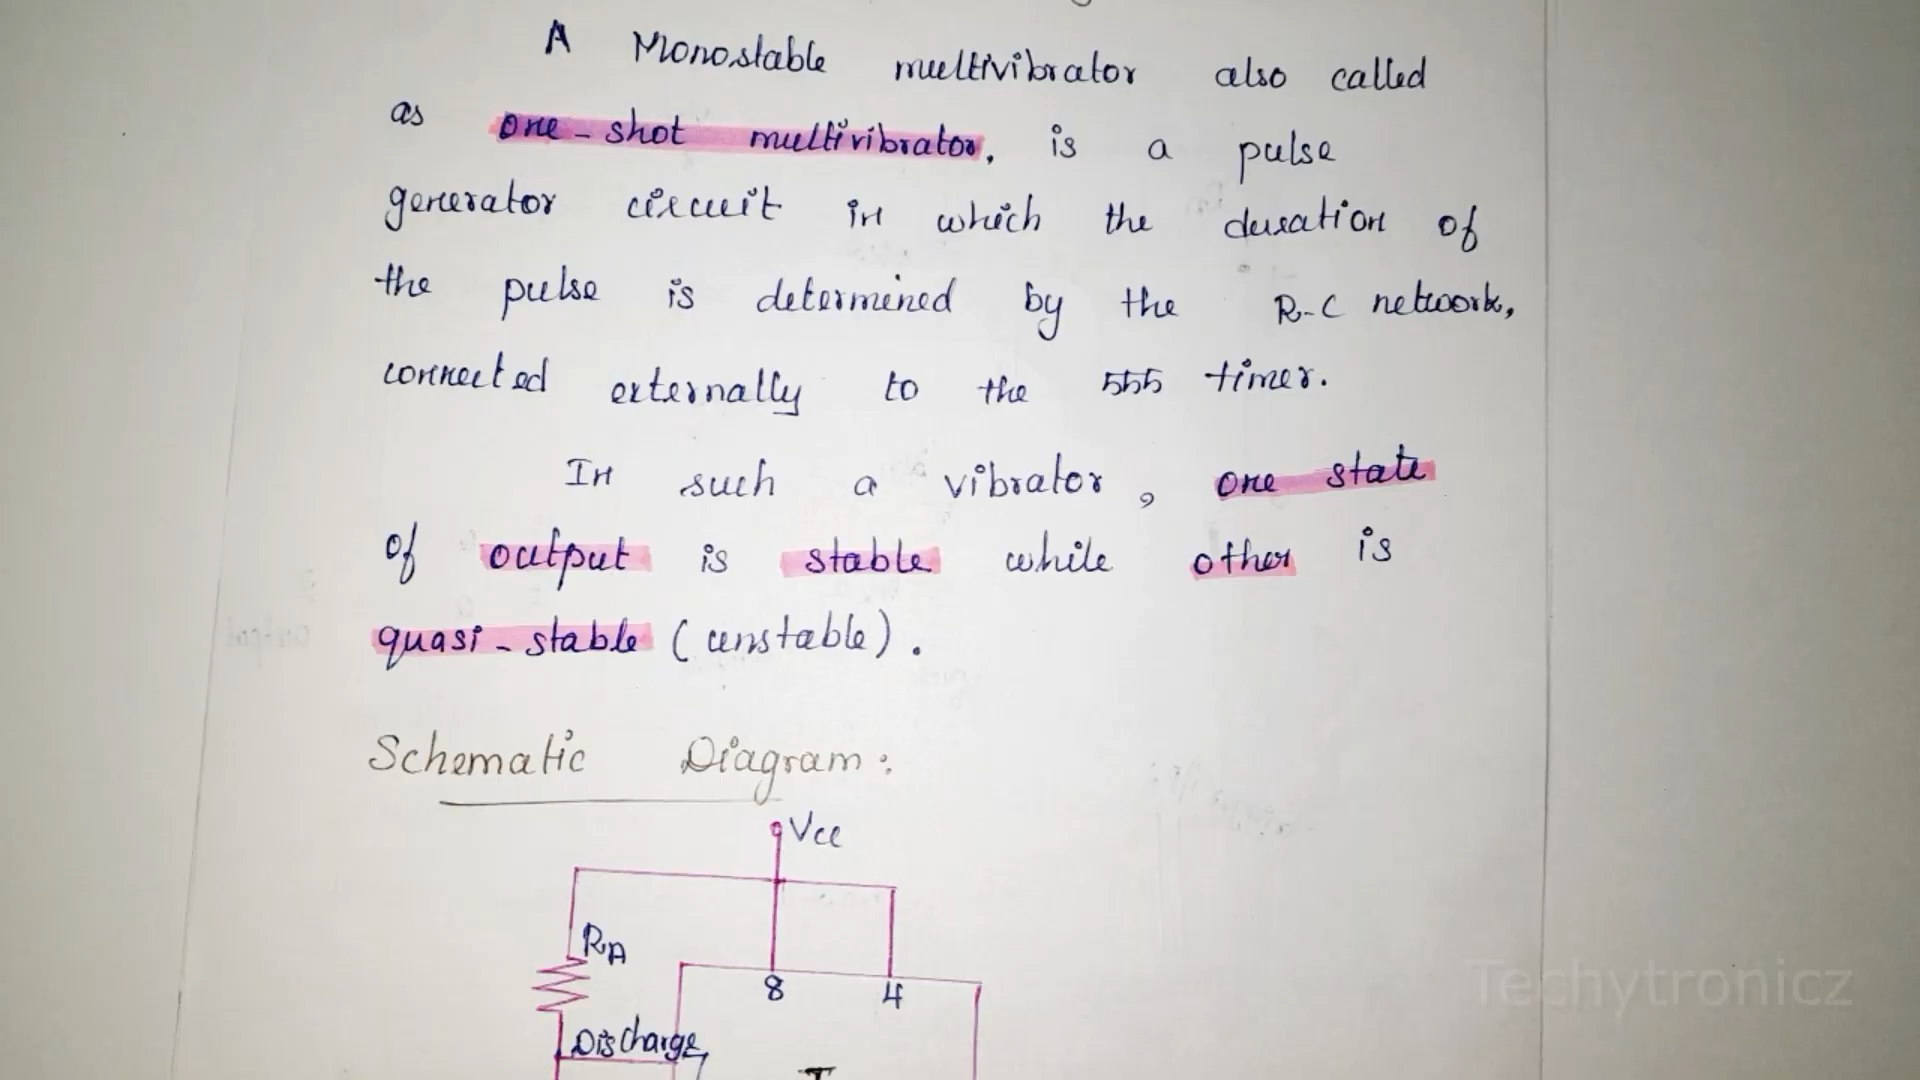 A Monostable multivibrator also called
as one-shot multivibrator, is a pulse
generator circuit in which the duration of
the pulse is determined by the R-C network,
connected externally to the 555 timer.
In such a vibrator, one state
of output is stable while other is
quasi-stable (unstable).
Schematic Diagram:
Vcc
RA
8 4
Discharge
7
Techytronicz